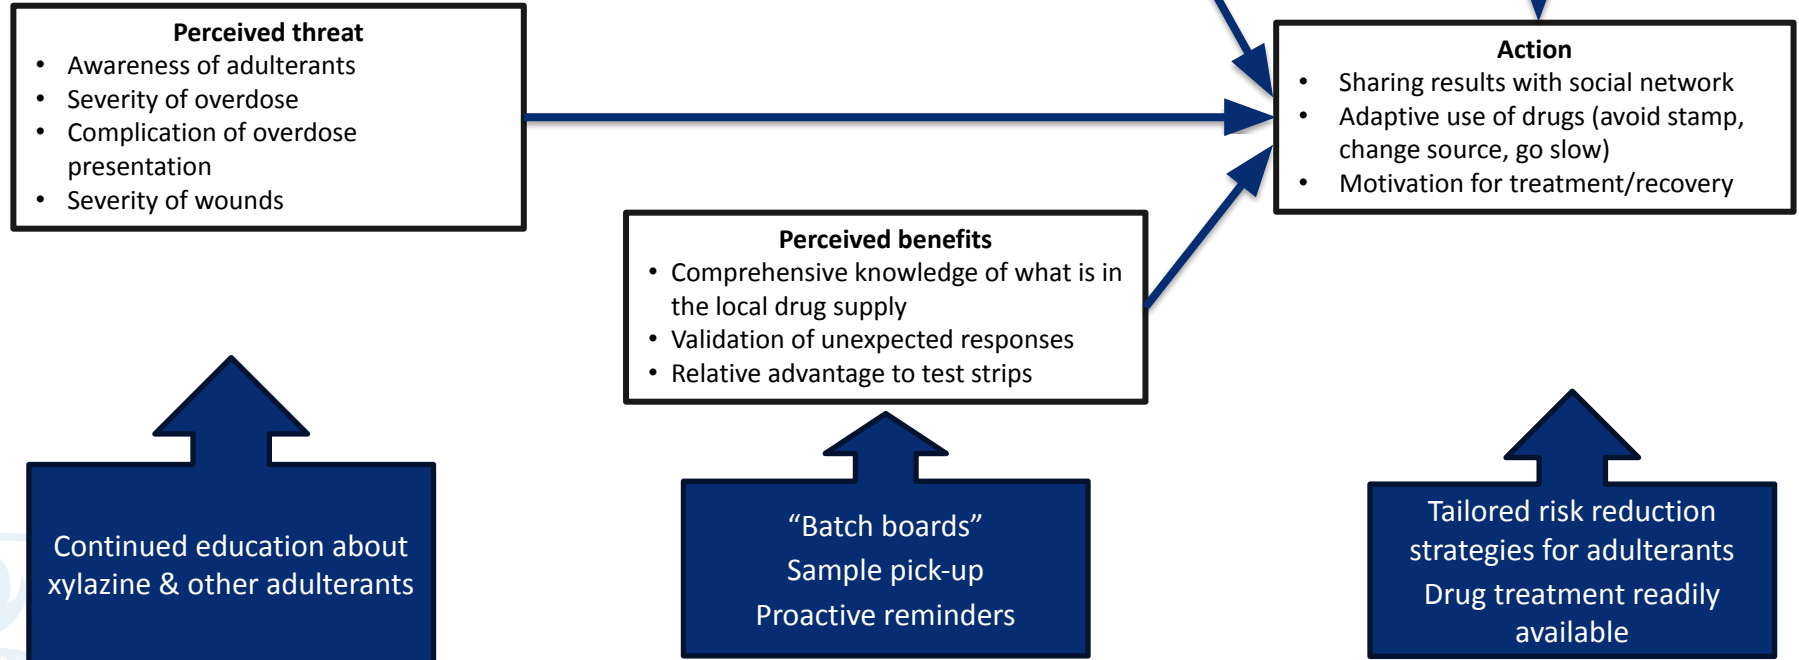 Perceived threat
• Awareness of adulterants
• Severity of overdose
• Complication of overdose
presentation
• Severity of wounds
Action
• Sharing results with social network
• Adaptive use of drugs (avoid stamp,
change source, go slow)
• Motivation for treatment/recovery
Perceived benefits
• Comprehensive knowledge of what is in
the local drug supply
• Validation of unexpected responses
• Relative advantage to test strips
Continued education about
xylazine & other adulterants
“Batch boards”
Sample pick-up
Proactive reminders
Tailored risk reduction
strategies for adulterants
Drug treatment readily
available